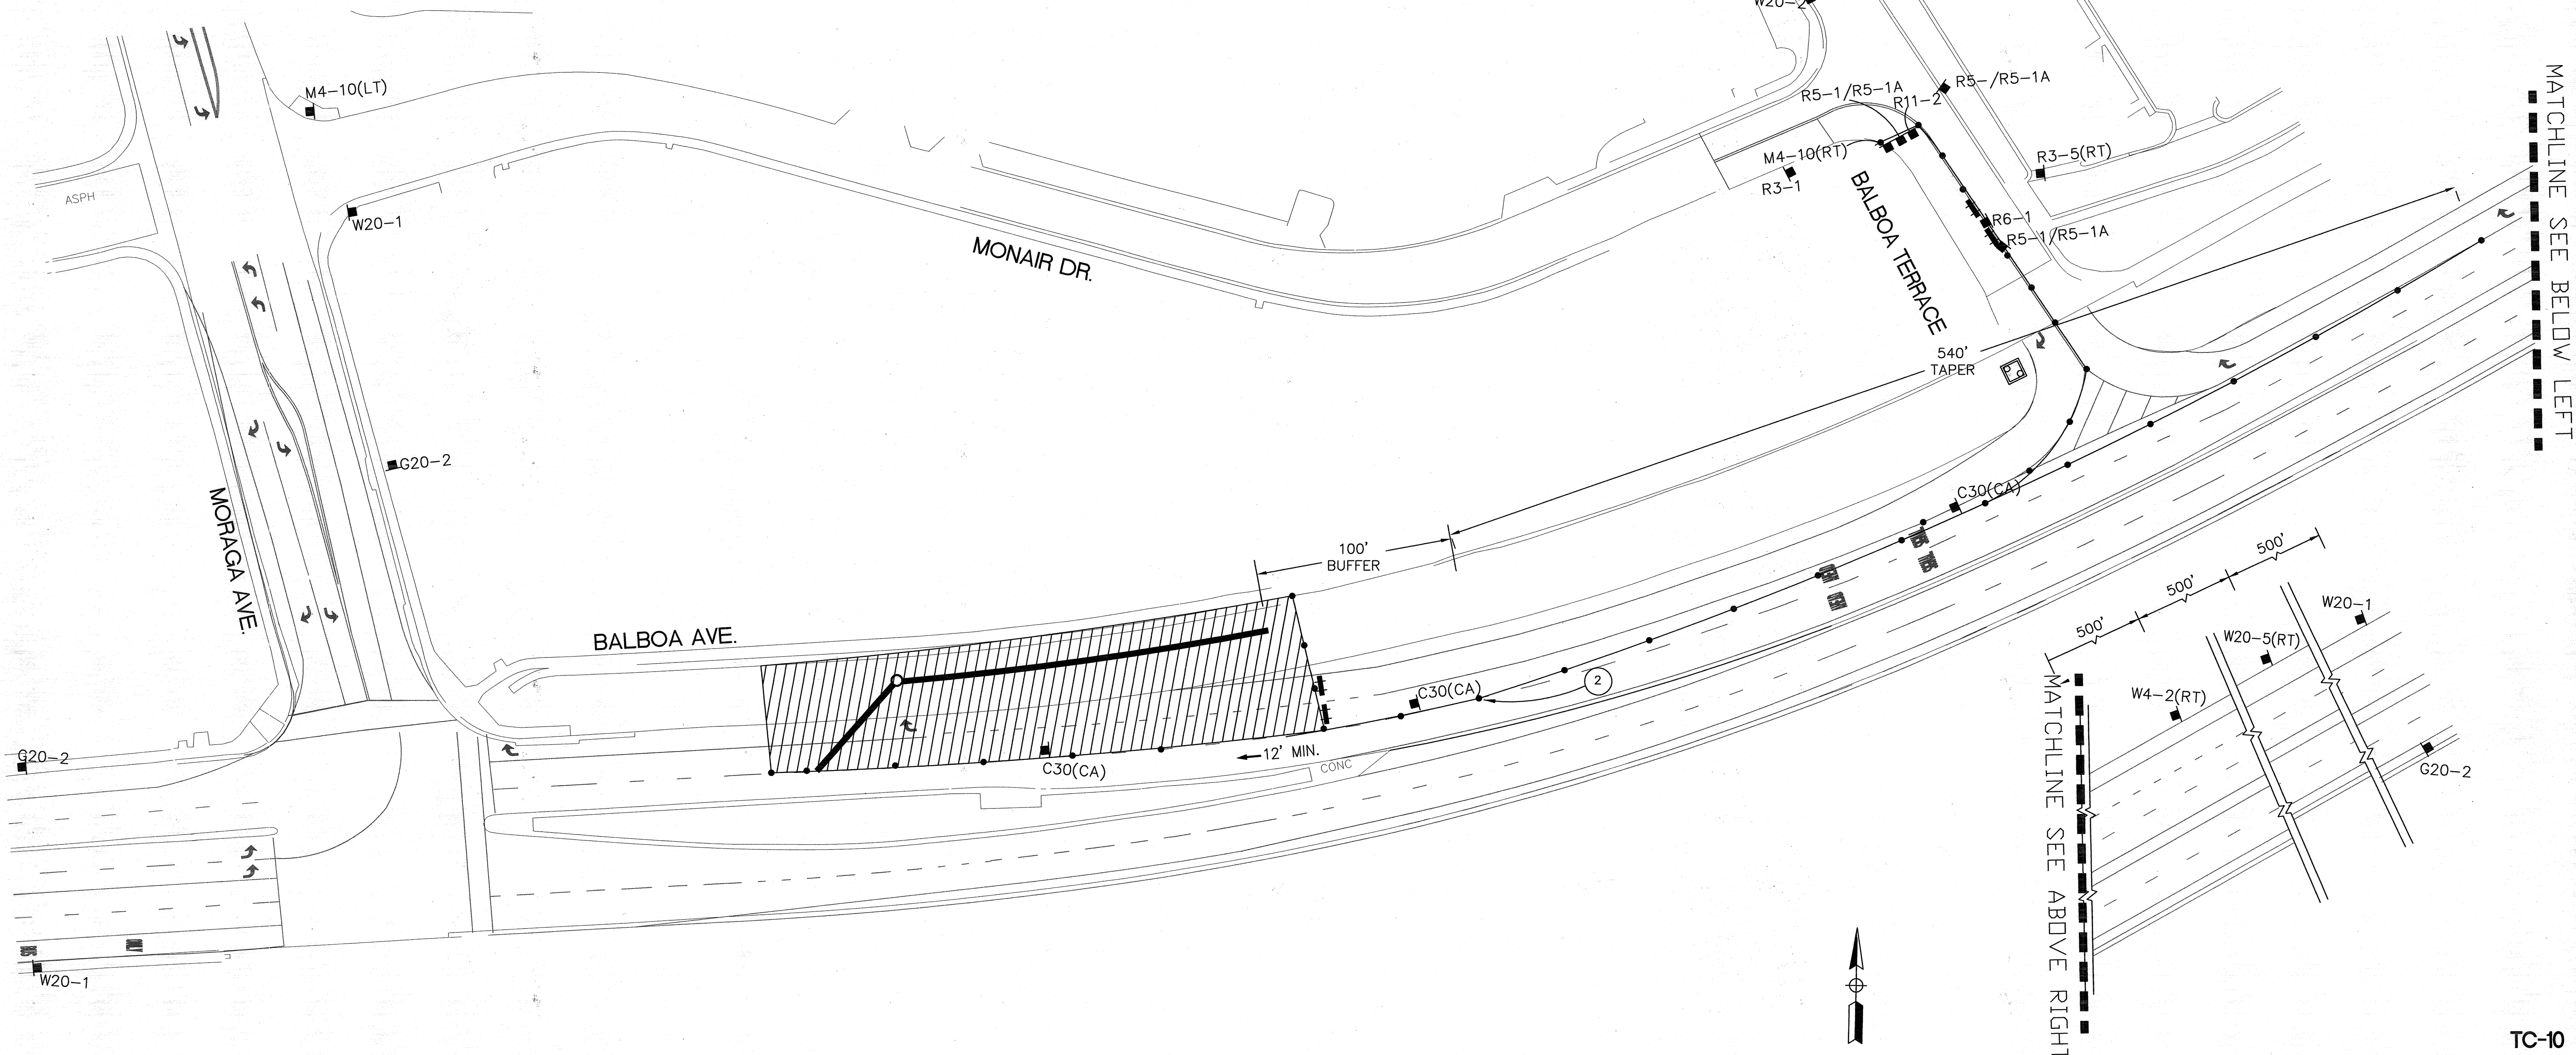 W20-2
M4-10(LT)
R5-1/R5-1A
R11-2
R5-/R5-1A
M4-10(RT)
R3-1
R3-5(RT)
ASPH
W20-1
R6-1
R5-1/R5-1A
BALBOA TERRACE
MONAIR DR.
MATCHLINE SEE BELOW LEFT
540'
TAPER
G20-2
MORAGA AVE.
C30(CA)
100'
BUFFER
500'
500'
500'
W20-1
W20-5(RT)
W4-2(RT)
G20-2
BALBOA AVE.
C30(CA)
2
12' MIN.
CONC
C30(CA)
G20-2
W20-1
MATCHLINE SEE ABOVE RIGHT
TC-10